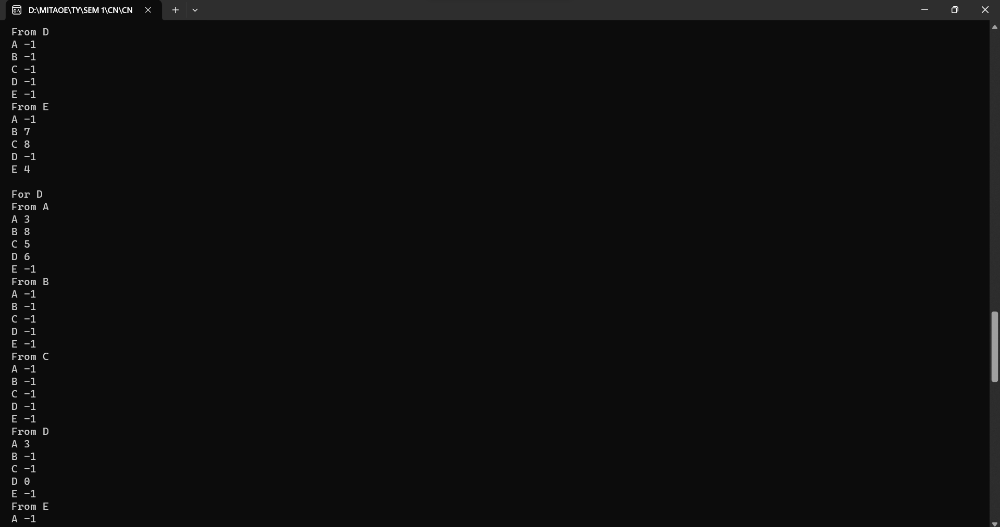 D:\MITAOE\TY\SEM 1\CN\CN
From D
A -1
B -1
C -1
D -1
E -1
From E
A -1
B 7
C 8
D -1
E 4
For D
From A
A 3
B 8
C 5
D 6
E -1
From B
A -1
B -1
C -1
D -1
E -1
From C
A -1
B -1
C -1
D -1
E -1
From D
A 3
B -1
C -1
D 0
E -1
From E
A -1